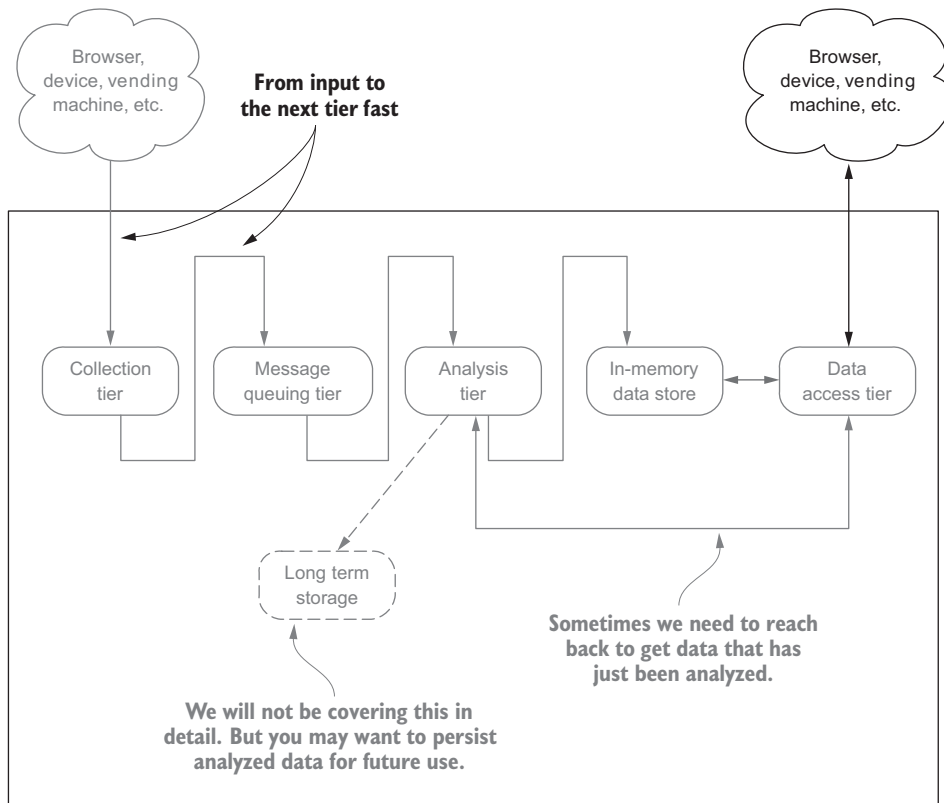 Browser,
device, vending
machine, etc.
From input to
the next tier fast
Browser,
device, vending
machine, etc.
Collection
tier
Message
queuing tier
Analysis
tier
In-memory
data store
Data
access tier
Long term
storage
Sometimes we need to reach
back to get data that has
just been analyzed.
We will not be covering this in
detail. But you may want to persist
analyzed data for future use.